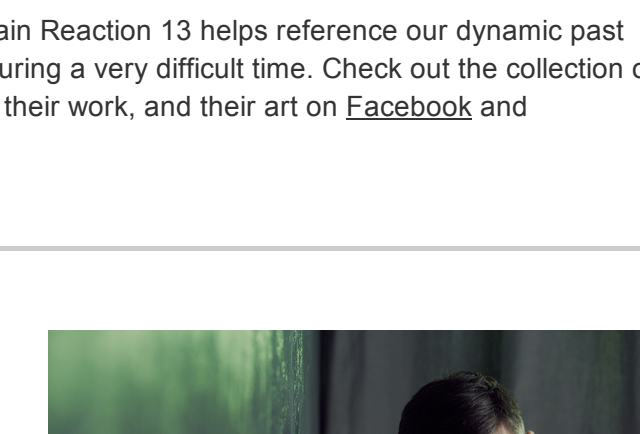 ain Reaction 13 helps reference our dynamic past
uring a very difficult time. Check out the collection
their work, and their art on Facebook and